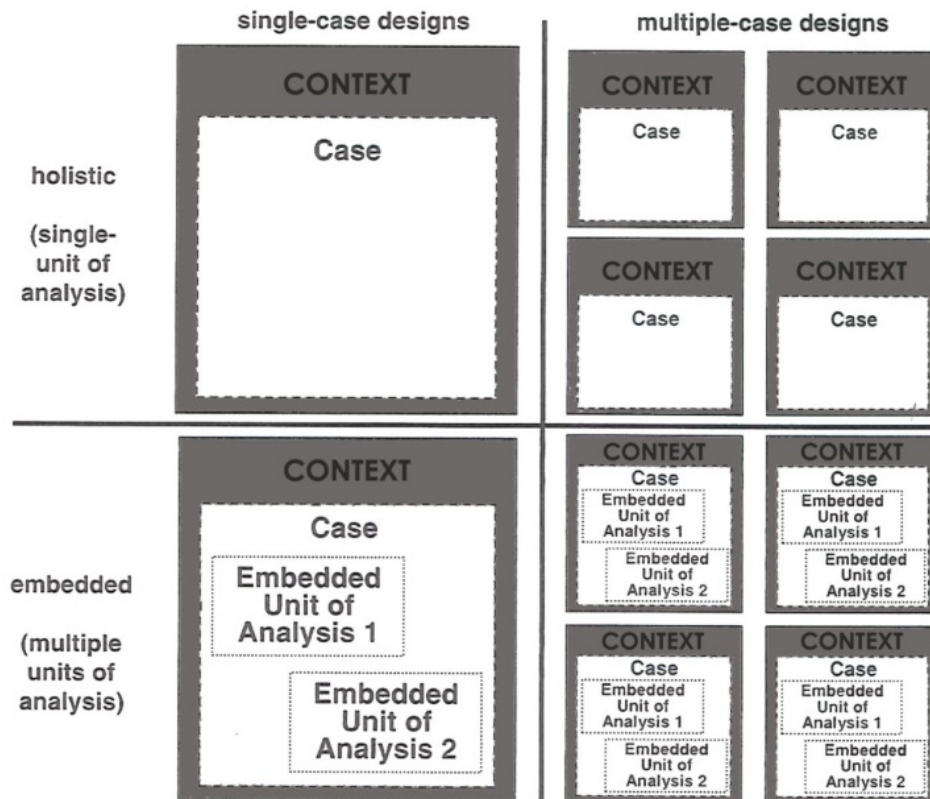 single-case designs
multiple-case designs
holistic
(single-
unit of
analysis)
CONTEXT
Case
CONTEXT
Case
CONTEXT
Case
CONTEXT
Case
CONTEXT
Case
embedded
(multiple
units of
analysis)
CONTEXT
Case
Embedded
Unit of
Analysis 1
Embedded
Unit of
Analysis 2
CONTEXT
Case
Embedded
Unit of
Analysis 1
Embedded
Unit of
Analysis 2
CONTEXT
Case
Embedded
Unit of
Analysis 1
Embedded
Unit of
Analysis 2
CONTEXT
Case
Embedded
Unit of
Analysis 1
Embedded
Unit of
Analysis 2
CONTEXT
Case
Embedded
Unit of
Analysis 1
Embedded
Unit of
Analysis 2